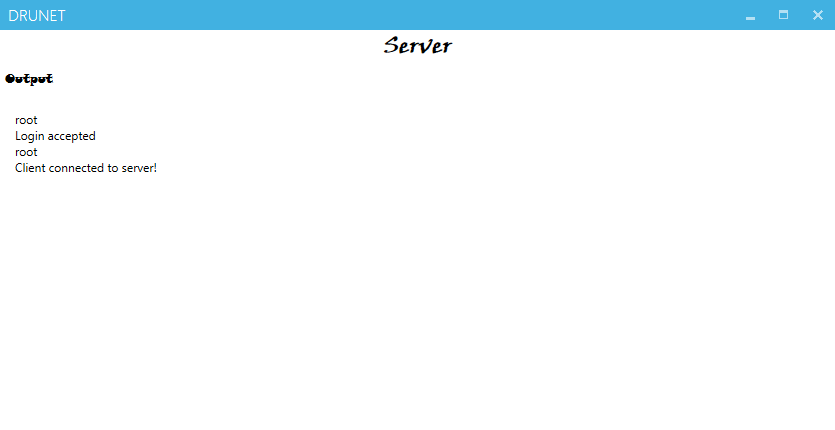 DRUNET
Server
Output
root
Login accepted
root
Client connected to server!